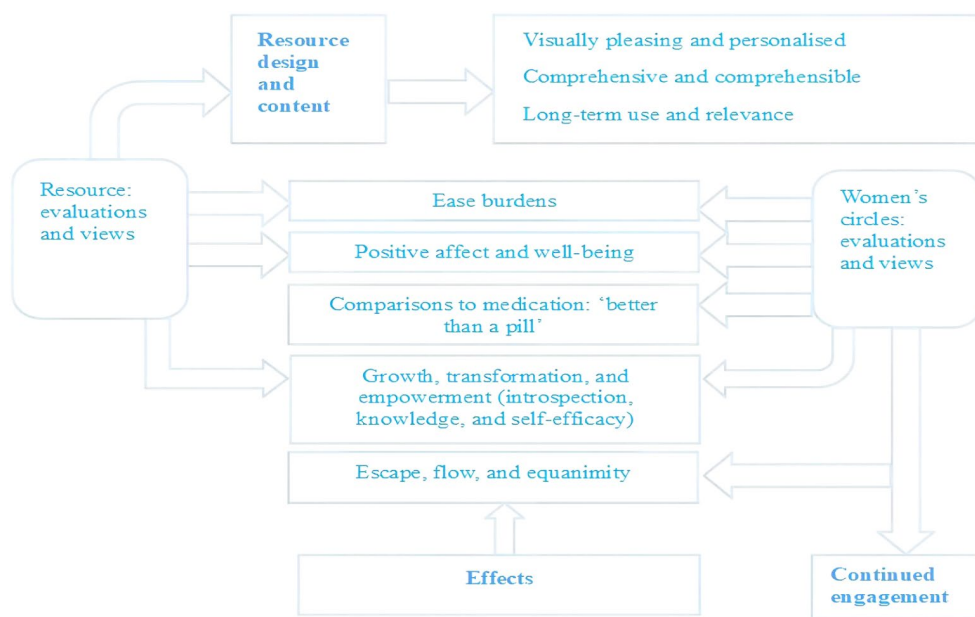 Resource
design
and
content
Visually pleasing and personalised
Comprehensive and comprehensible
Long-term use and relevance
Resource:
evaluations
and views
Ease burdens
Positive affect and well-being
Comparisons to medication: ‘better
than a pill’
Growth, transformation, and
empowerment (introspection,
knowledge, and self-efficacy)
Escape, flow, and equanimity
Women’s
circles:
evaluations
and views
Effects
Continued
engagement